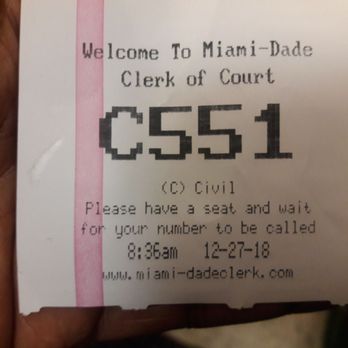 Welcome To Miami-Dade
Clerk of Court
C551
(C) Civil
Please have a seat and wait
for your number to be called
8:36am 12-27-18
www.miami-dadeclerk.com